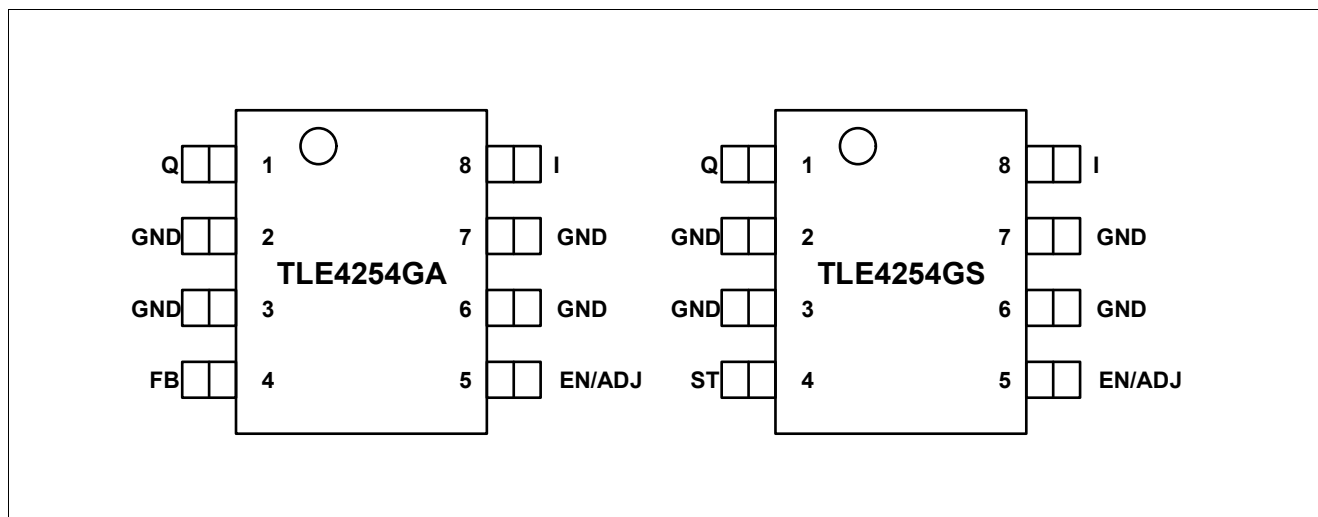 Q 1 8 I
GND 2 7 GND
TLE4254GA
GND 3 6 GND
FB 4 5 EN/ADJ
Q 1 8 I
GND 2 7 GND
TLE4254GS
GND 3 6 GND
ST 4 5 EN/ADJ